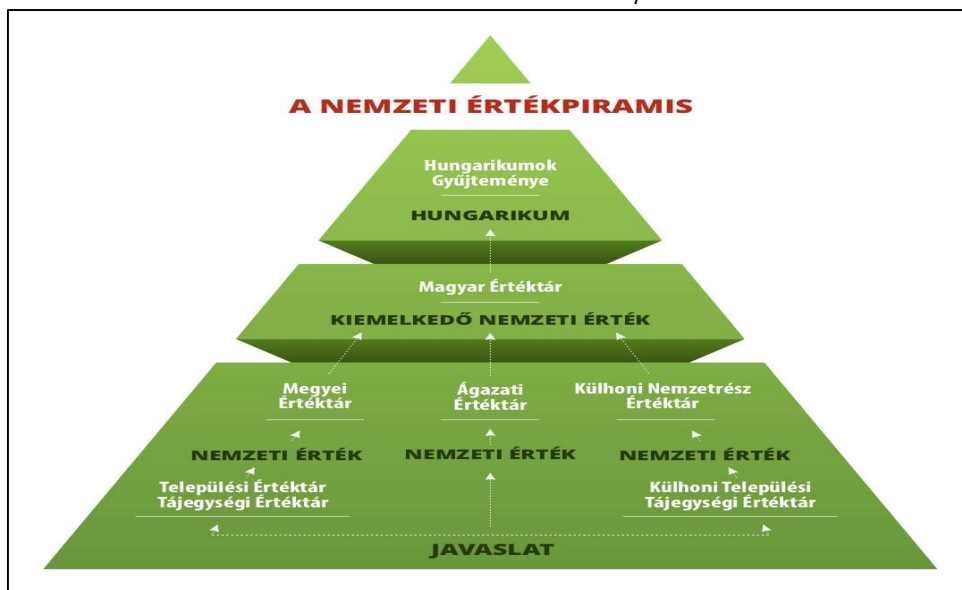 A NEMZETI ÉRTÉKPIRAMIS
Hungarikumok
Gyűjteménye
HUNGARIKUM
Magyar Értéktár
KIEMELKEDŐ NEMZETI ÉRTÉK
Megyei
Értéktár
Ágazati
Értéktár
Külhoni Nemzetrész
Értéktár
NEMZETI ÉRTÉK
NEMZETI ÉRTÉK
NEMZETI ÉRTÉK
Települési Értéktár
Tájegységi Értéktár
Külhoni Települési
Tájegységi Értéktár
JAVASLAT